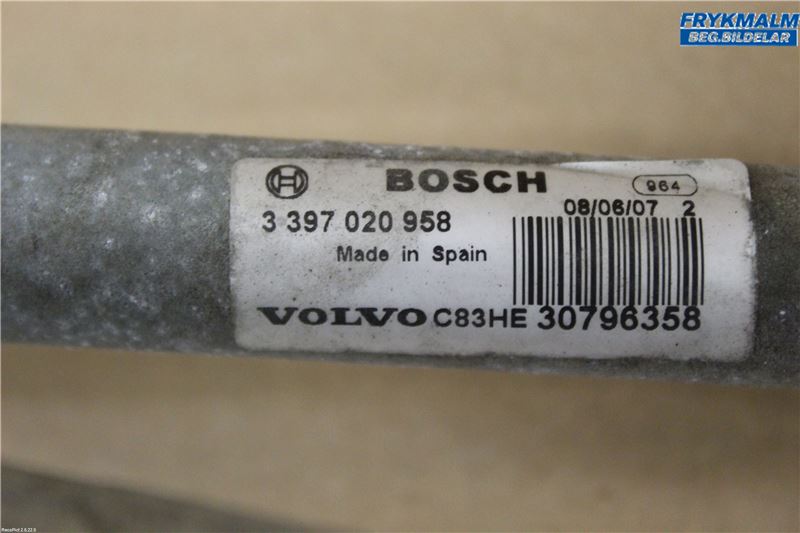 FRYKMALM
BEG.BILDELAR
BOSCH
964
3 397 020 958
08/06/07 2
Made in Spain
VOLVO C83HE 30796358